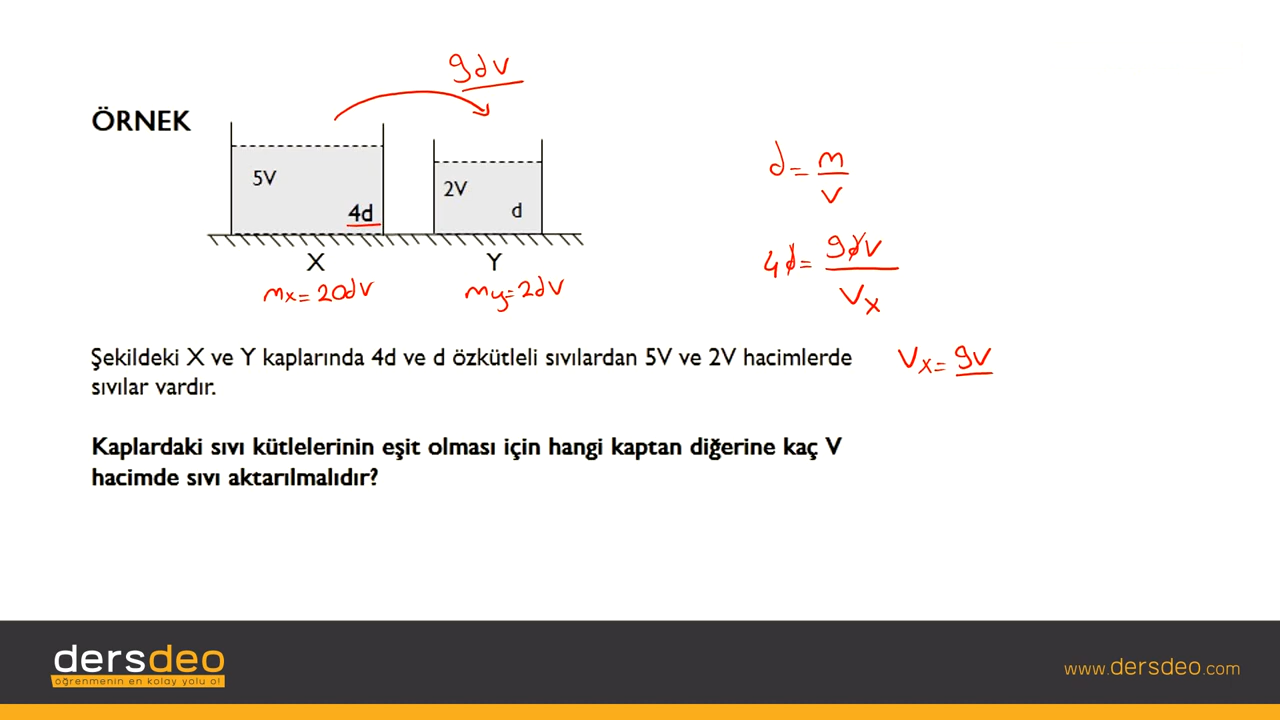 9dV
ÖRNEK
5V
4d
2V
d
X
Y
mx = 20dV
my = 2dV
d = m
V
4d = 9dV
Vx
Şekildeki X ve Y kaplarında 4d ve d özkütleli sıvılardan 5V ve 2V hacimlerde
sıvılar vardır.
Vx = 9V
Kaplardaki sıvı kütlelerinin eşit olması için hangi kaptan diğerine kaç V
hacimde sıvı aktarılmalıdır?
dersdeo
öğrenmenin en kolay yolu o!
www.dersdeo.com